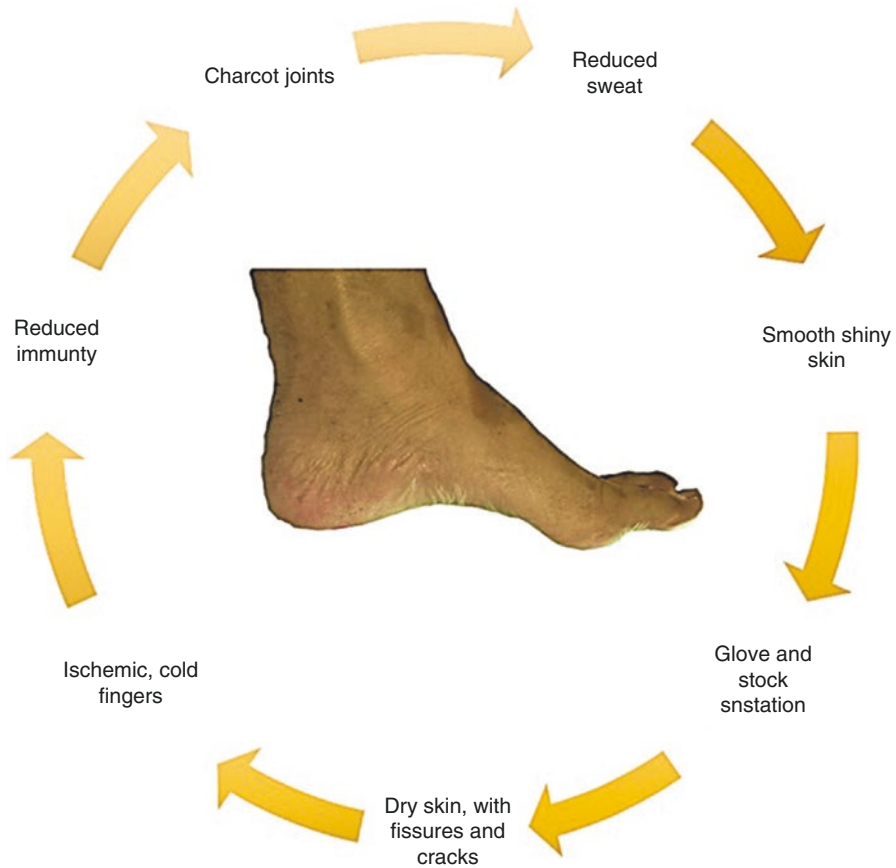 Charcot joints
Reduced
sweat
Smooth shiny
skin
Glove and
stock
snstation
Dry skin, with
fissures and
cracks
Ischemic, cold
fingers
Reduced
immunty